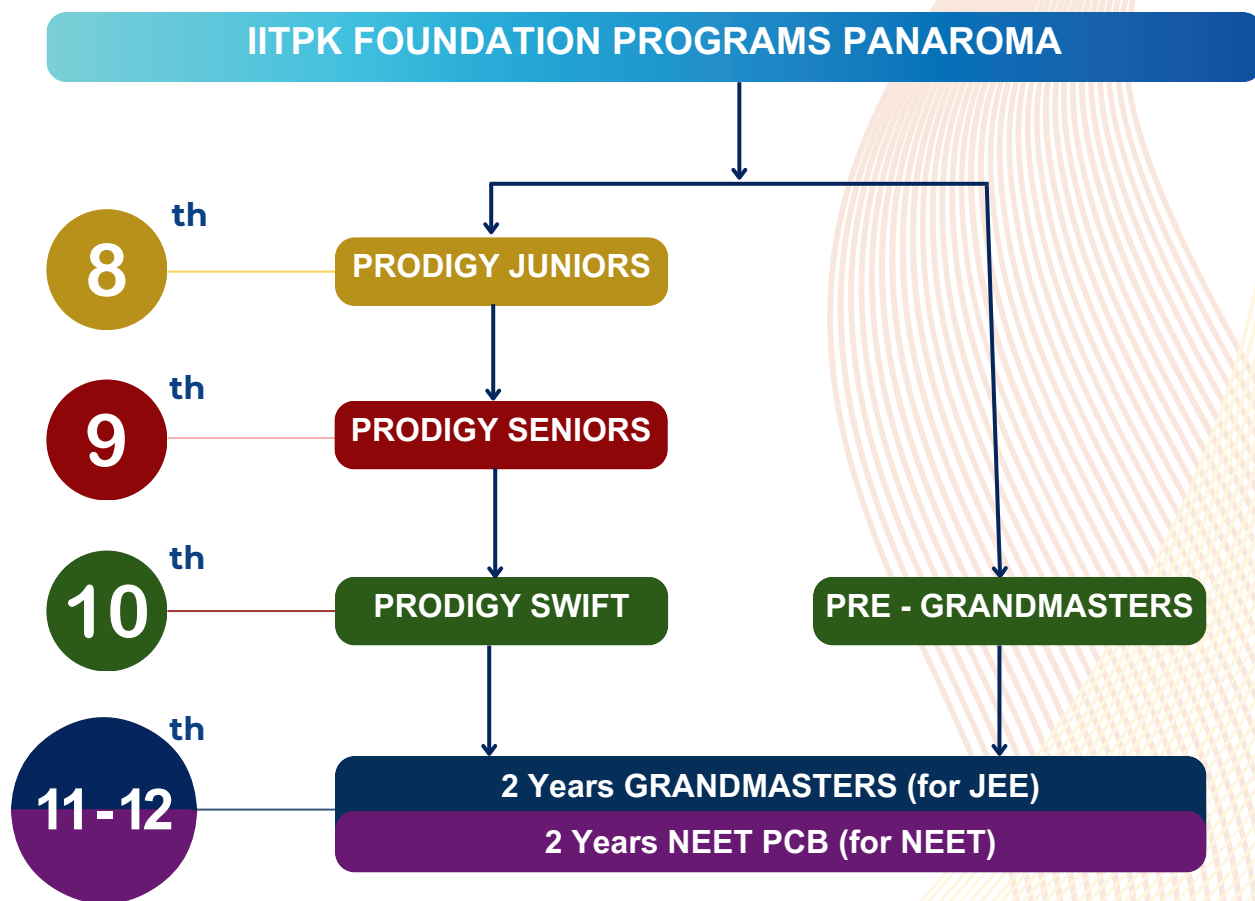 IITPK FOUNDATION PROGRAMS PANAROMA
8th
PRODIGY JUNIORS
9th
PRODIGY SENIORS
10th
PRODIGY SWIFT
PRE - GRANDMASTERS
11-12th
2 Years GRANDMASTERS (for JEE)
2 Years NEET PCB (for NEET)